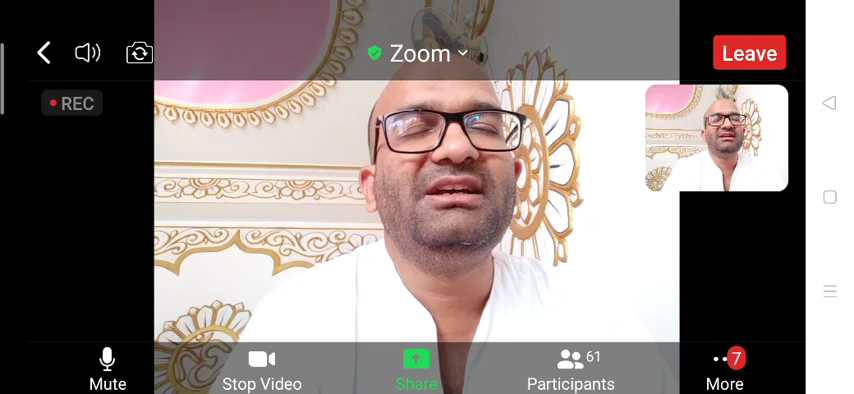 Zoom
Leave
REC
61
7
Mute
Stop Video
Share
Participants
More